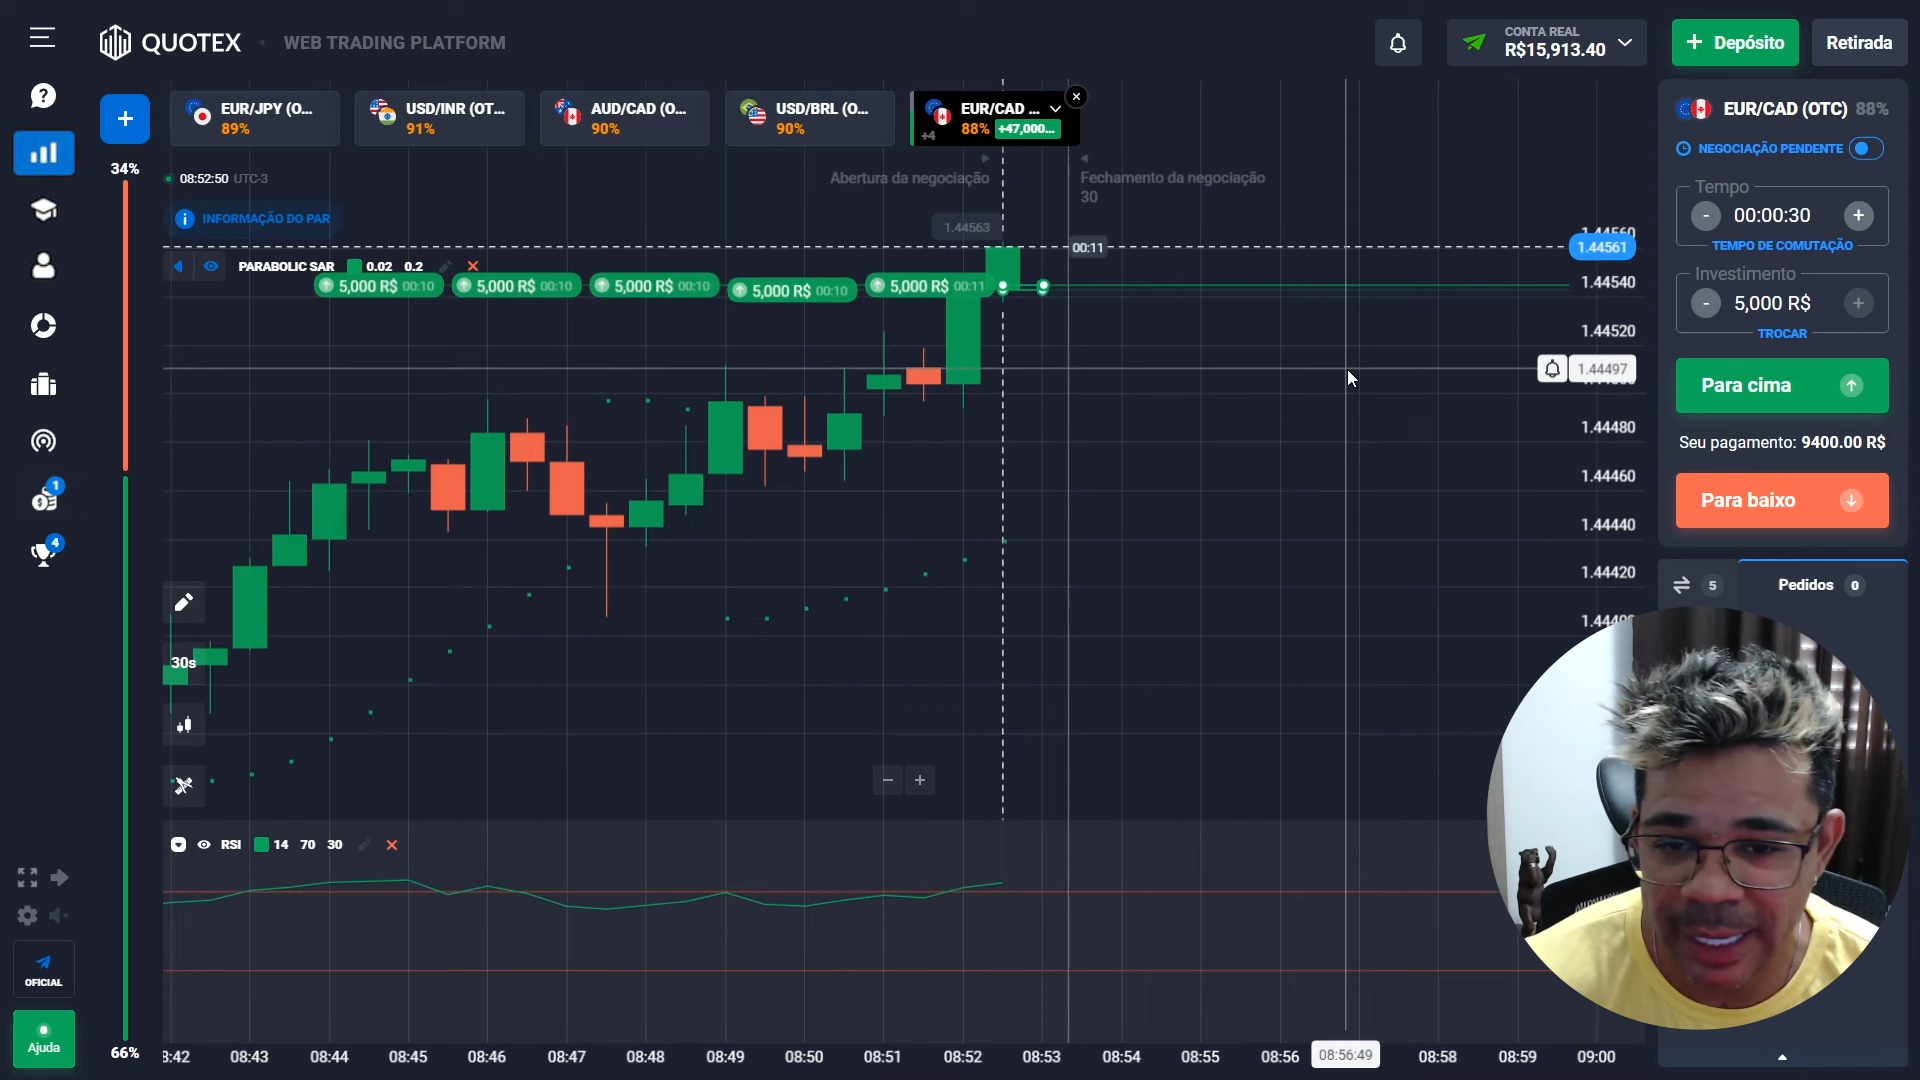 QUOTEX
WEB TRADING PLATFORM
CONTA REAL
R$15,913.40
+ Depósito
Retirada
EUR/JPY (O...
89%
USD/INR (OT...
91%
AUD/CAD (O...
90%
USD/BRL (O...
90%
EUR/CAD ...
+4
88%
+47,000...
34%
08:52:50 UTC-3
Abertura da negociação
Fechamento da negociação
30
INFORMAÇÃO DO PAR
1.44563
00:11
PARABOLIC SAR
0.02 0.2
5,000 R$ 00:10
5,000 R$ 00:10
5,000 R$ 00:10
5,000 R$ 00:10
5,000 R$ 00:11
1.44560
1.44561
1.44540
1.44520
1.44497
1.44480
1.44460
1.44440
1.44420
EUR/CAD (OTC) 88%
NEGOCIAÇÃO PENDENTE
Tempo
- 00:00:30 +
TEMPO DE COMUTAÇÃO
Investimento
- 5,000 R$ +
TROCAR
Para cima
Seu pagamento: 9400.00 R$
Para baixo
5
Pedidos 0
1
4
30s
RSI 14 70 30
OFICIAL
Ajuda
66%
08:43
08:44
08:45
08:46
08:47
08:48
08:49
08:50
08:51
08:52
08:53
08:54
08:55
08:56
08:56:49
08:58
08:59
09:00